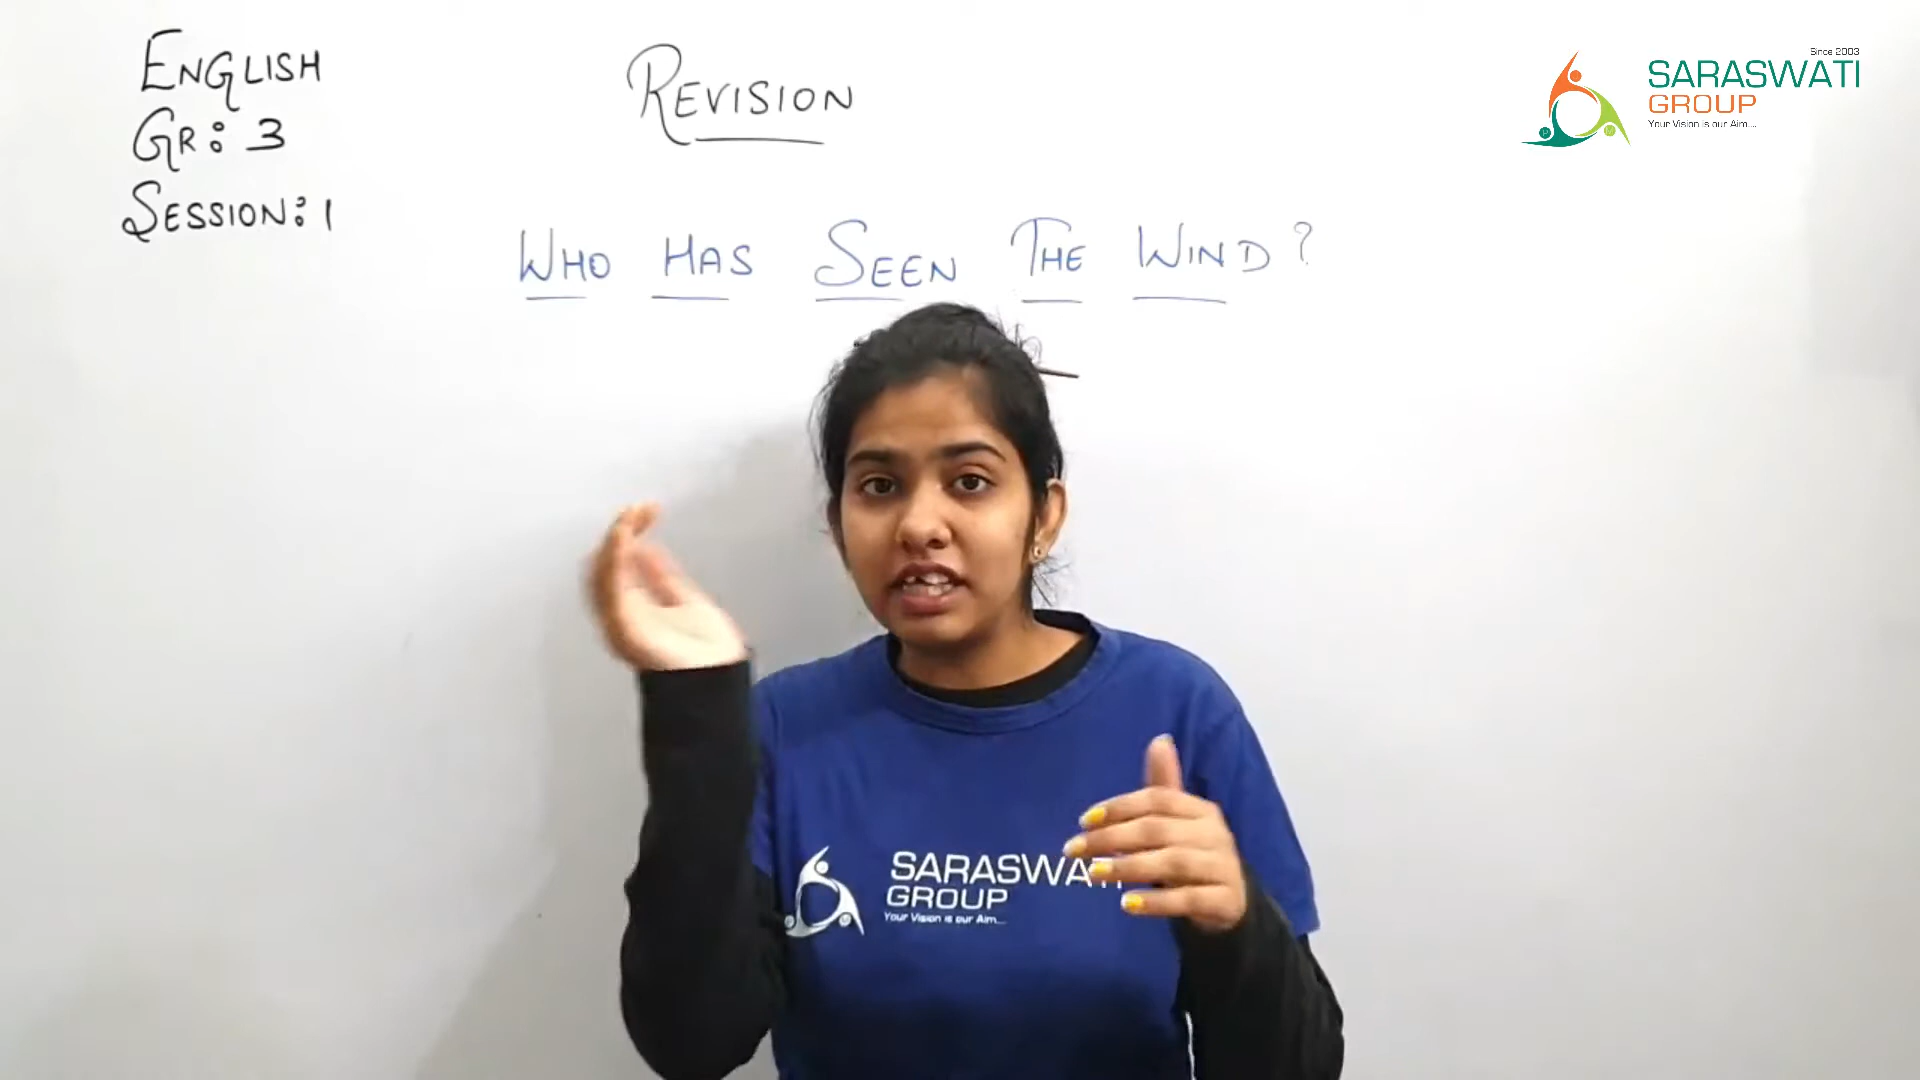 ENGLISH
GR: 3
SESSION: 1
REVISION
WHO HAS SEEN THE WIND?
Since 2003
SARASWATI
GROUP
Your Vision is our Aim....
SARASWATI
GROUP
Your Vision is our Aim...